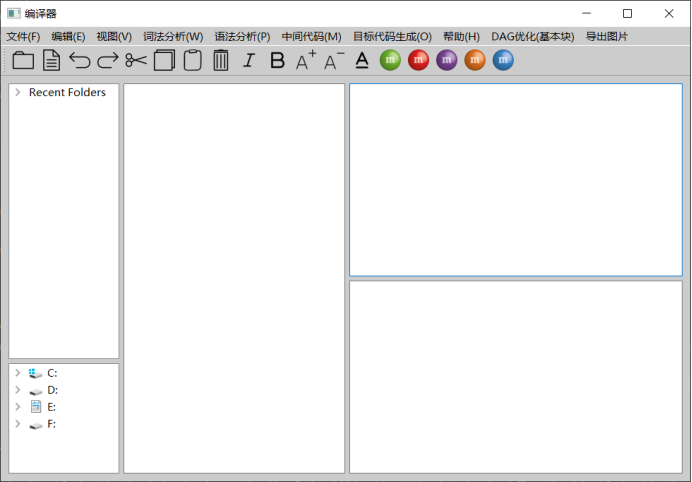 编译器
文件(F) 编辑(E) 视图(V) 词法分析(W) 语法分析(P) 中间代码(M) 目标代码生成(O) 帮助(H) DAG优化(基本块) 导出图片
I B A+ A- A m m m m m
Recent Folders
C:
D:
E:
F: